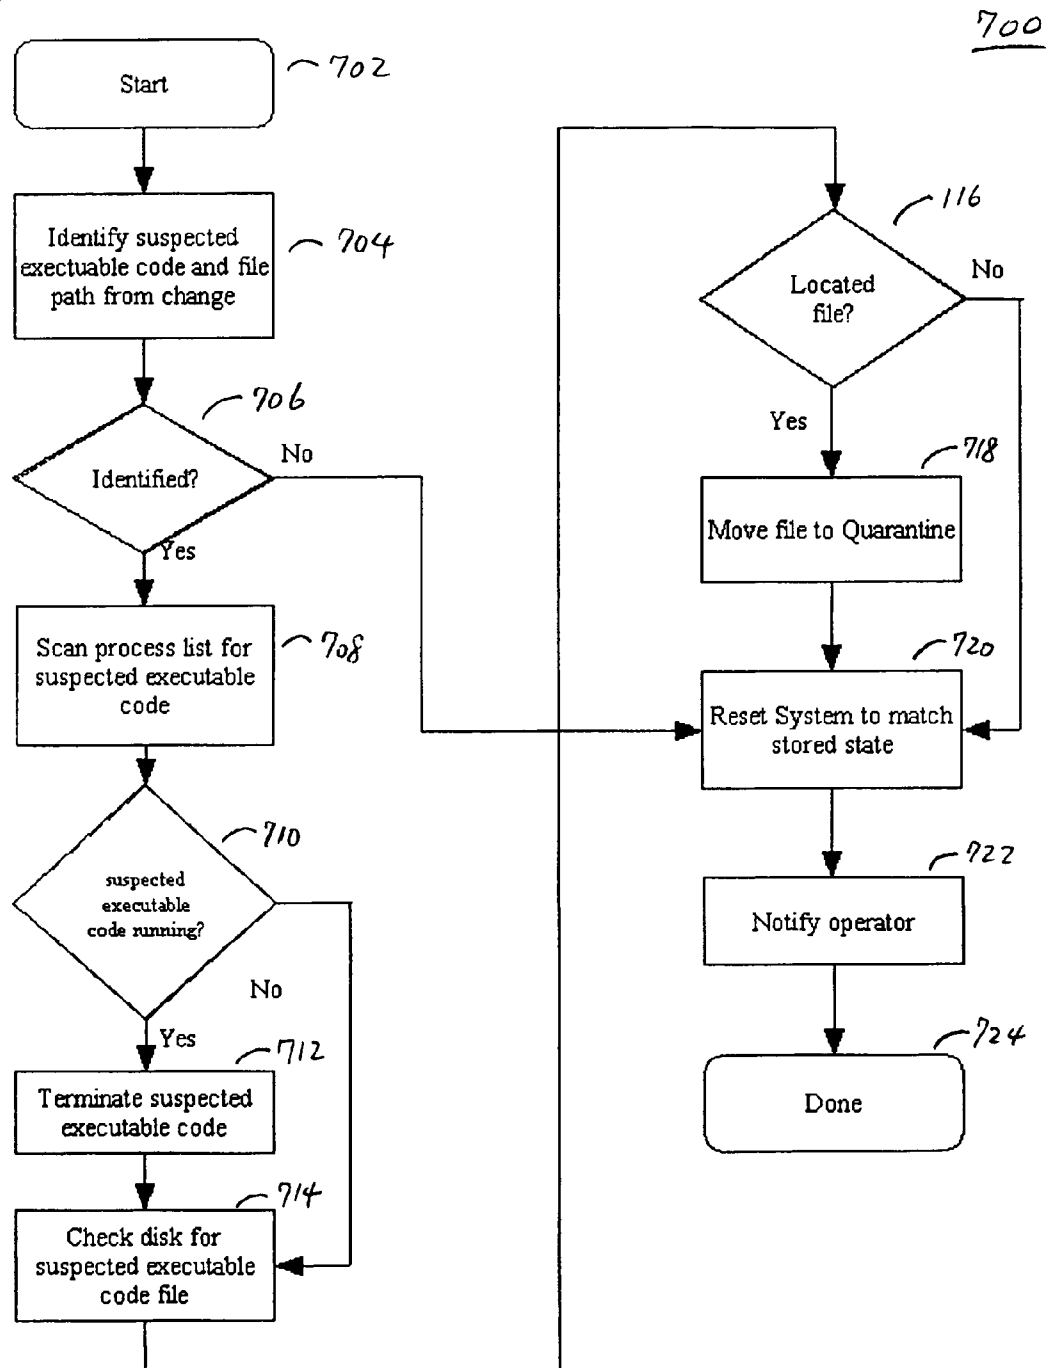 700
Start
702
Identify suspected
exectuable code and file
path from change
704
706
Identified?
No
Yes
Scan process list for
suspected executable
code
708
710
suspected
executable
code running?
No
Yes
712
Terminate suspected
executable code
714
Check disk for
suspected executable
code file
116
Located
file?
No
Yes
718
Move file to Quarantine
720
Reset System to match
stored state
722
Notify operator
724
Done